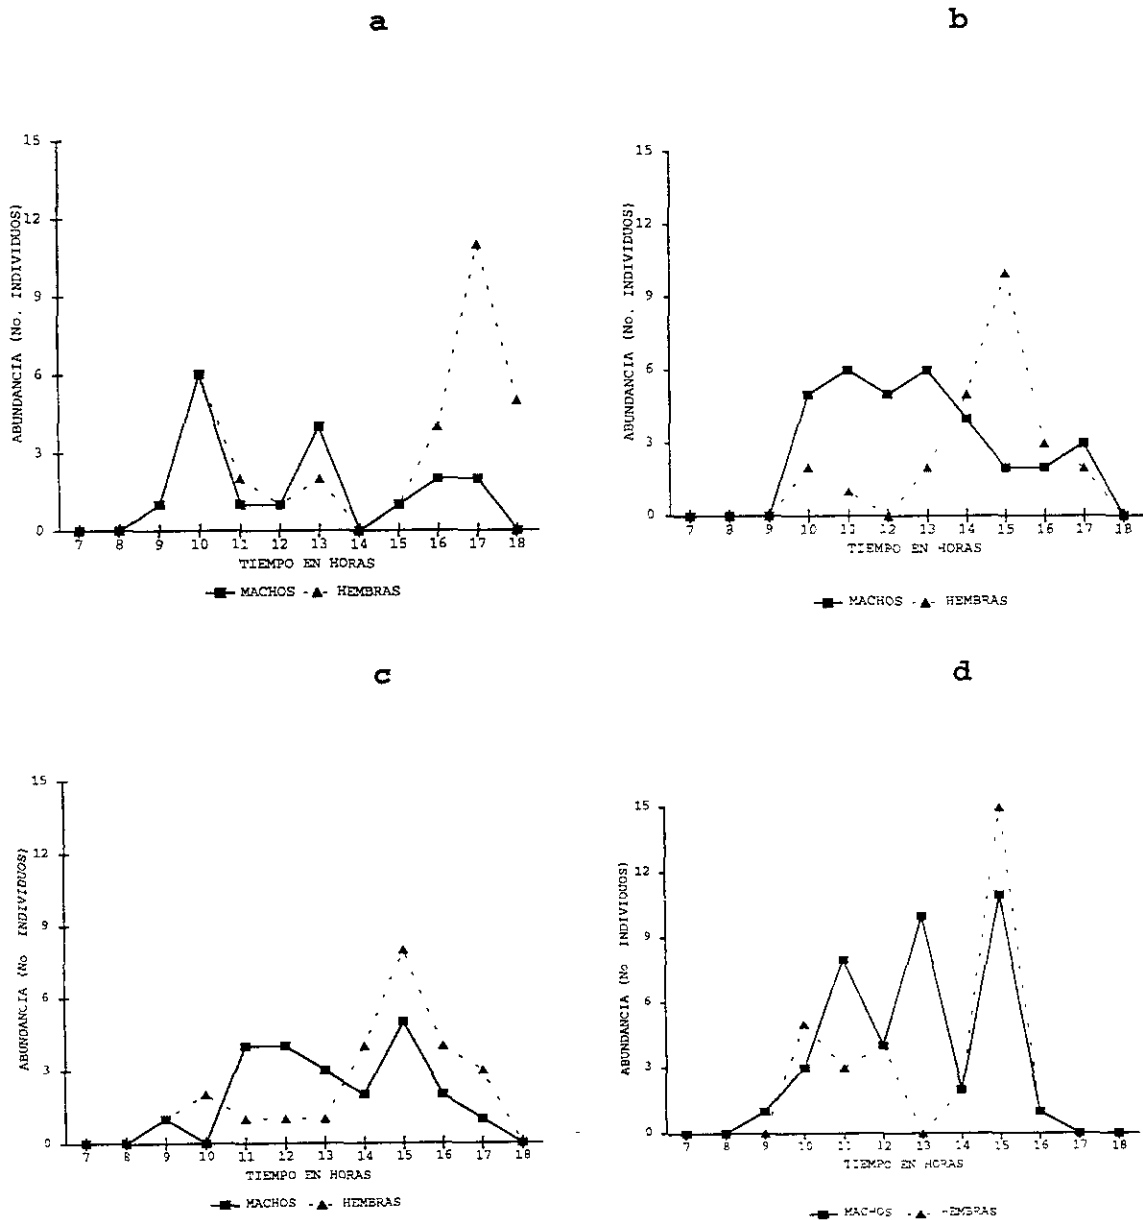 a
15
12
9
6
3
0
ABUNDANCIA (No. INDIVIDUOS)
7 8 9 10 11 12 13 14 15 16 17 18
TIEMPO EN HORAS
MACHOS HEMBRAS
b
15
12
9
6
3
0
ABUNDANCIA (No. INDIVIDUOS)
7 8 9 10 11 12 13 14 15 16 17 18
TIEMPO EN HORAS
MACHOS HEMBRAS
c
15
12
9
6
3
0
ABUNDANCIA (No INDIVIDUOS)
7 8 9 10 11 12 13 14 15 16 17 18
TIEMPO EN HORAS
MACHOS HEMBRAS
d
15
12
9
6
3
0
ABUNDANCIA (No INDIVIDUOS)
7 8 9 10 11 12 13 14 15 16 17 18
TIEMPO EN HORAS
MACHOS HEMBRAS